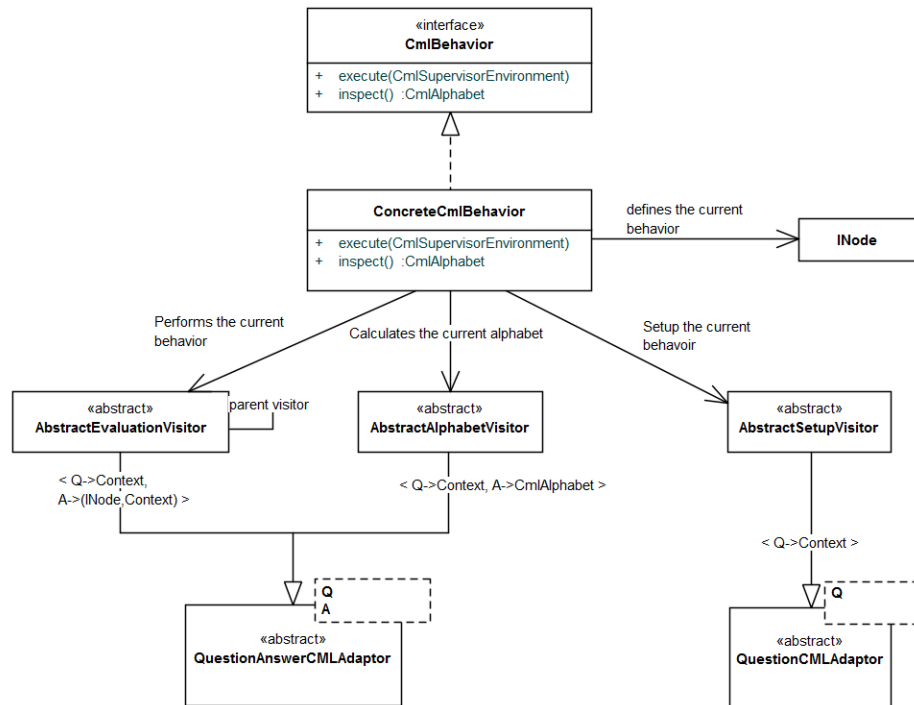 «interface»
CmlBehavior
+ execute(CmlSupervisorEnvironment)
+ inspect() :CmlAlphabet
ConcreteCmlBehavior
+ execute(CmlSupervisorEnvironment)
+ inspect() :CmlAlphabet
defines the current
behavior
INode
Performs the current
behavior
Calculates the current alphabet
Setup the current
behavoir
«abstract»
AbstractEvaluationVisitor
parent visitor
«abstract»
AbstractAlphabetVisitor
«abstract»
AbstractSetupVisitor
< Q->Context,
A->(INode,Context) >
< Q->Context, A->CmlAlphabet >
< Q->Context >
Q
A
«abstract»
QuestionAnswerCMLAdaptor
Q
«abstract»
QuestionCMLAdaptor